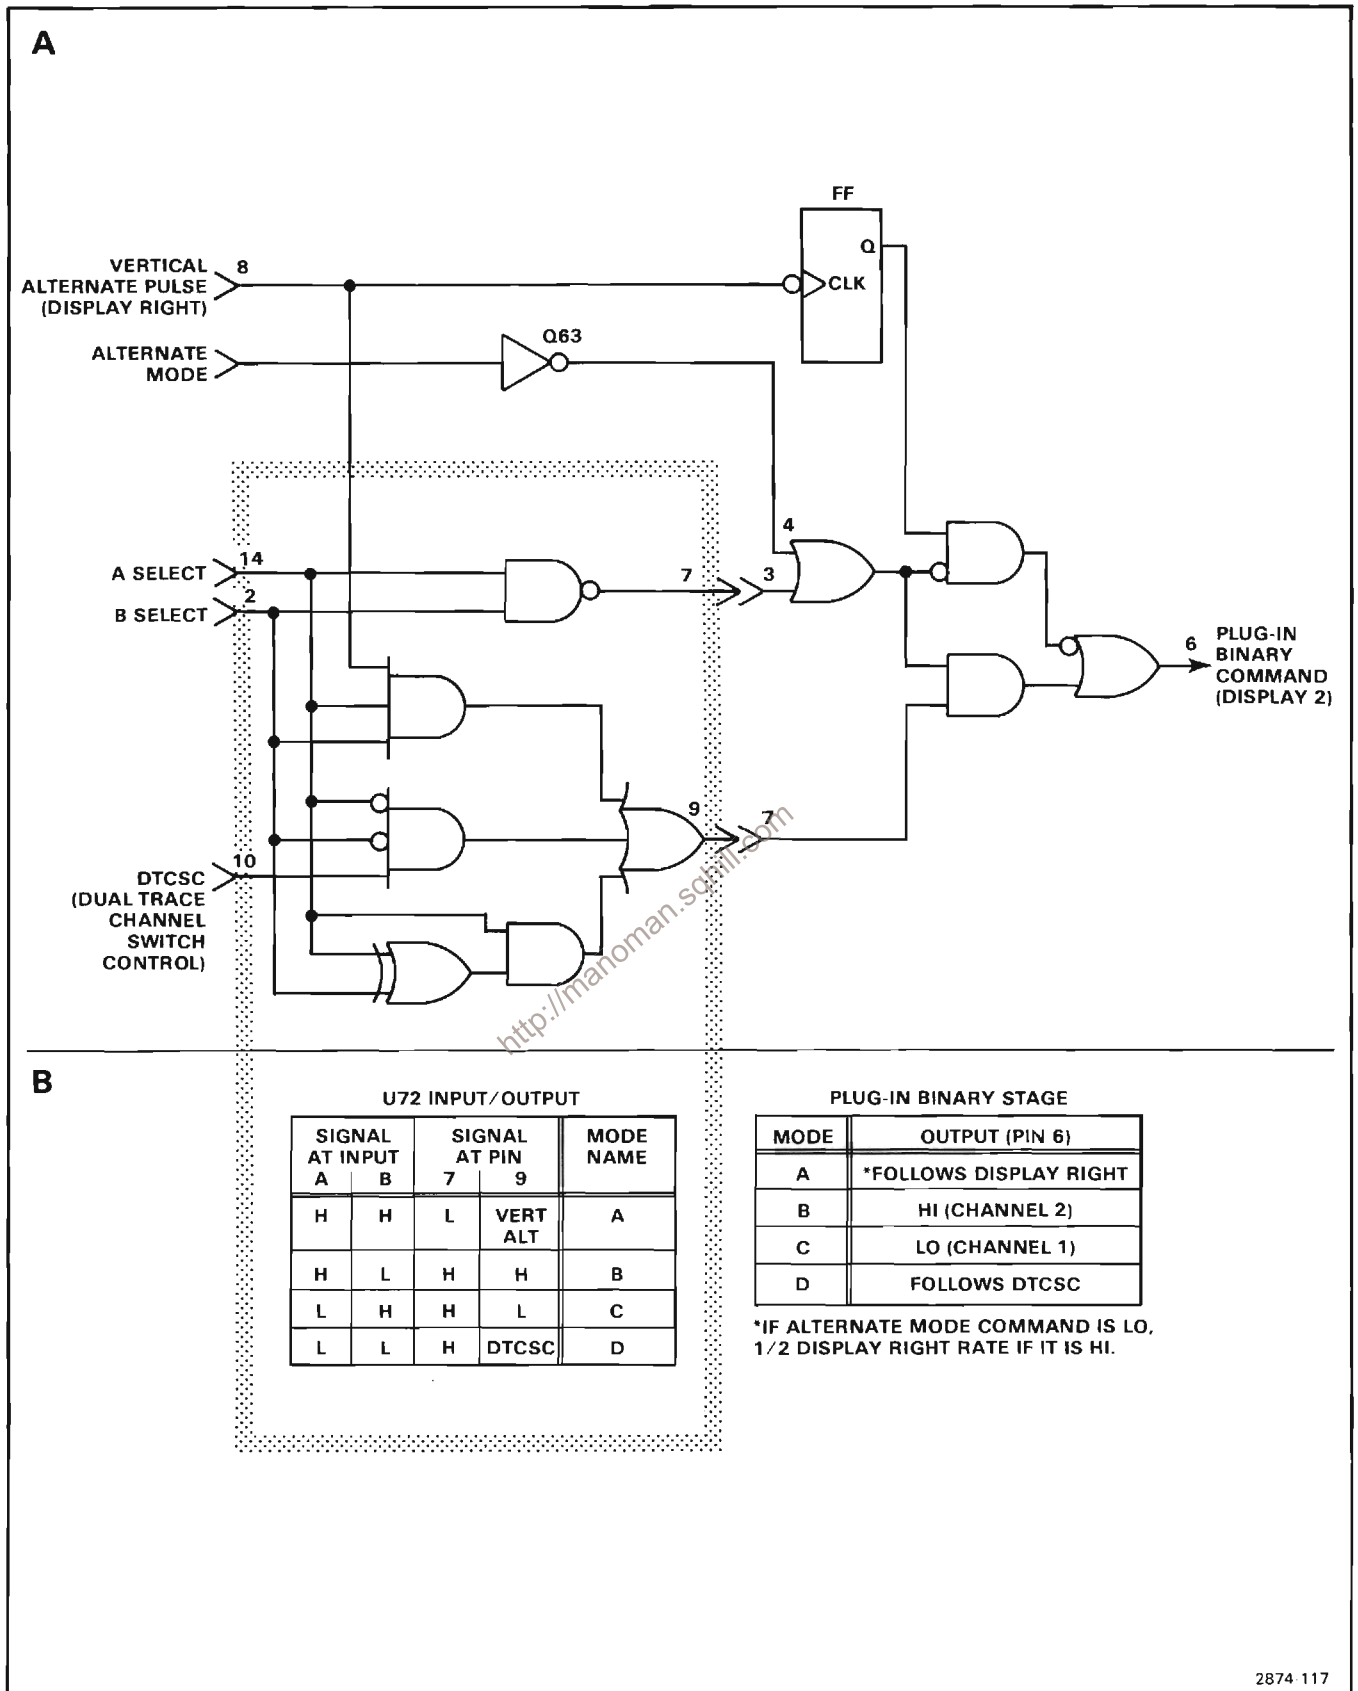 A
FF
Q
CLK
VERTICAL
ALTERNATE PULSE
(DISPLAY RIGHT)
8
ALTERNATE
MODE
Q63
A SELECT
14
B SELECT
2
7
3
4
6
PLUG-IN
BINARY
COMMAND
(DISPLAY 2)
9
7
10
DTCSC
(DUAL TRACE
CHANNEL
SWITCH
CONTROL)
http://manoman.sqhill.com
B
U72 INPUT/OUTPUT
SIGNAL AT INPUT SIGNAL AT PIN MODE NAME
A B 7 9
H H L VERT ALT A
H L H H B
L H H L C
L L H DTCSC D
PLUG-IN BINARY STAGE
MODE OUTPUT (PIN 6)
A *FOLLOWS DISPLAY RIGHT
B HI (CHANNEL 2)
C LO (CHANNEL 1)
D FOLLOWS DTCSC
*IF ALTERNATE MODE COMMAND IS LO,
1/2 DISPLAY RIGHT RATE IF IT IS HI.
2874-117